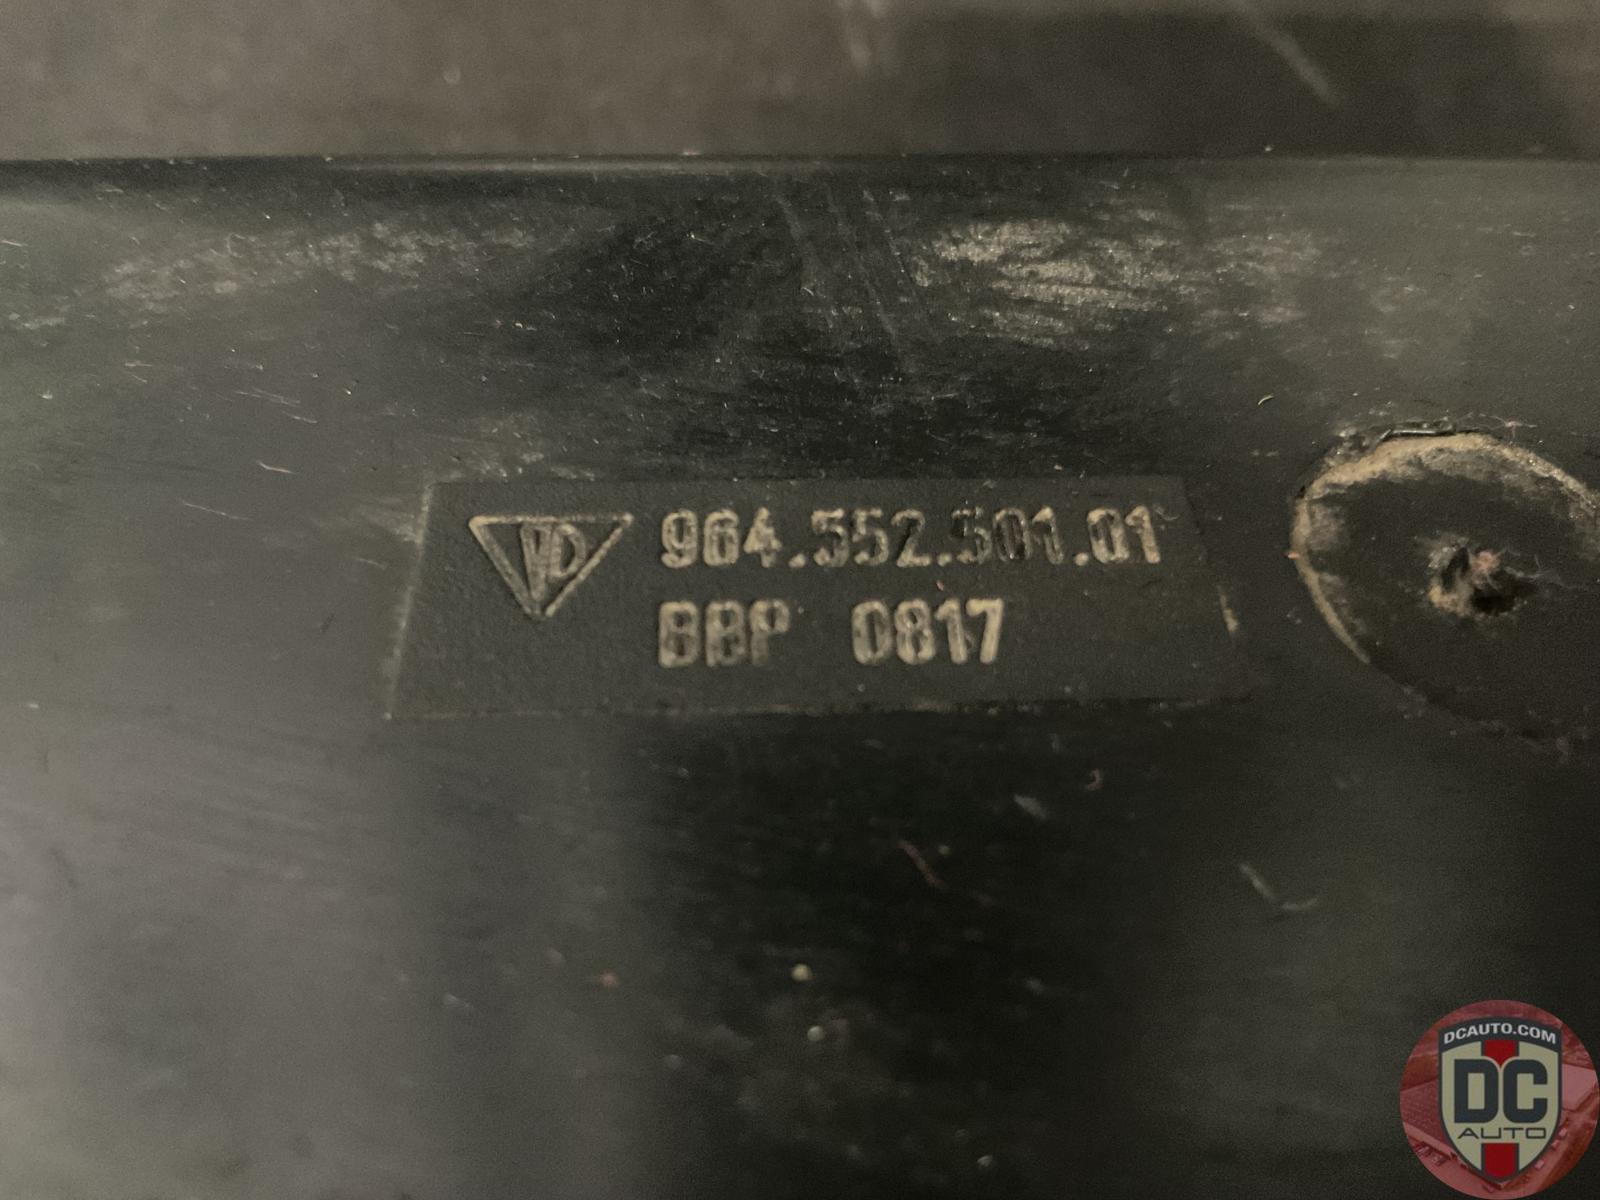 964.552.501.01
BBP 0817
DCAUTO.COM
DC
AUTO